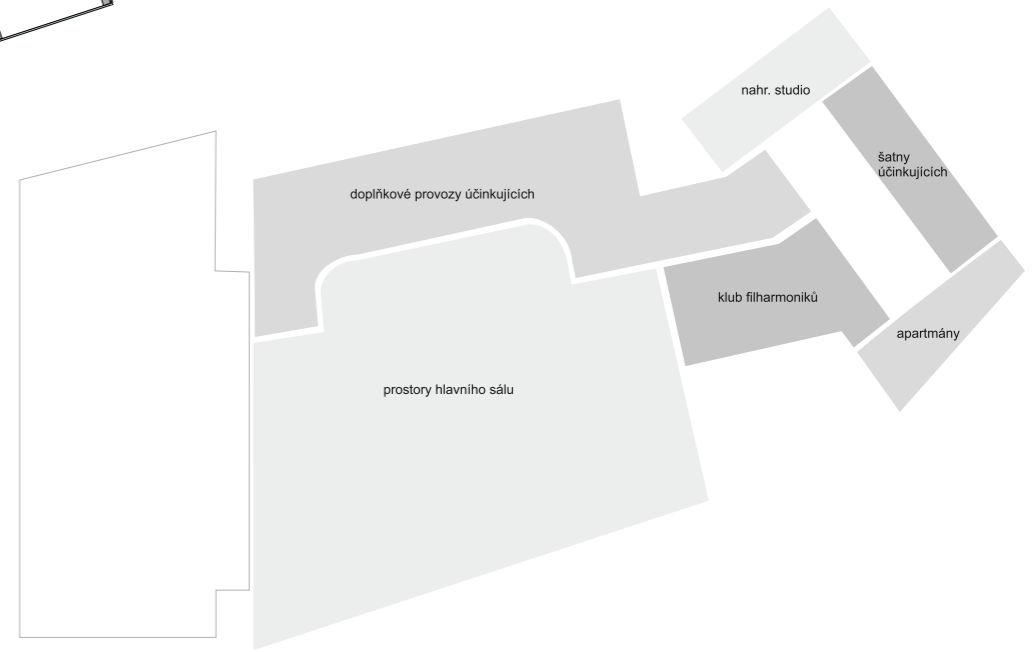 nahr. studio
šatny
účinkujících
doplňkové provozy účinkujících
klub filharmoniků
apartmány
prostory hlavního sálu